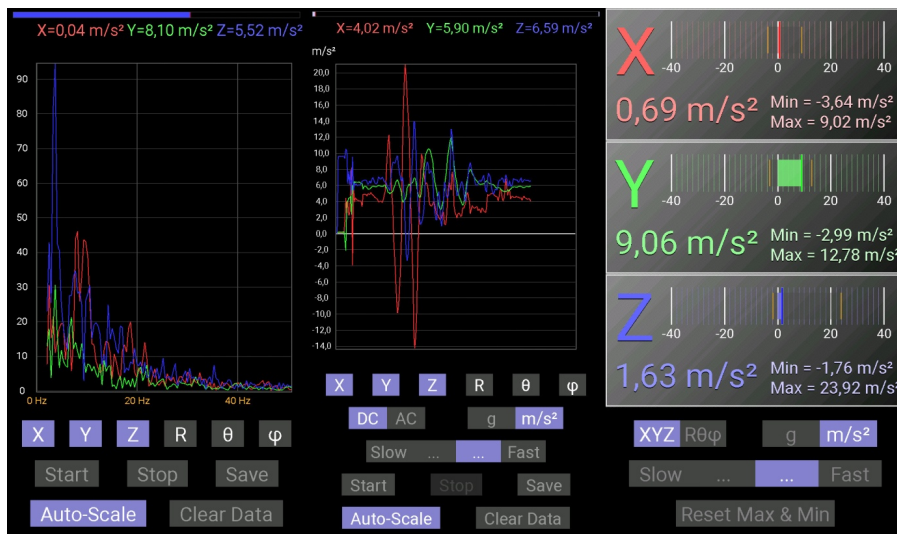 X=0,04 m/s² Y=8,10 m/s² Z=5,52 m/s²
90
80
70
60
50
40
30
20
10
0
0 Hz 20 Hz 40 Hz
X Y Z R θ φ
Start Stop Save
Auto-Scale Clear Data
X=4,02 m/s² Y=5,90 m/s² Z=6,59 m/s²
m/s²
20,0
18,0
16,0
14,0
12,0
10,0
8,0
6,0
4,0
2,0
0,0
-2,0
-4,0
-6,0
-8,0
-10,0
-12,0
-14,0
X Y Z R θ φ
DC AC g m/s²
Slow ... ... Fast
Start Stop Save
Auto-Scale Clear Data
X
-40 -20 0 20 40
0,69 m/s²
Min = -3,64 m/s²
Max = 9,02 m/s²
Y
-40 -20 0 20 40
9,06 m/s²
Min = -2,99 m/s²
Max = 12,78 m/s²
Z
-40 -20 0 20 40
1,63 m/s²
Min = -1,76 m/s²
Max = 23,92 m/s²
XYZ Rθφ g m/s²
Slow ... ... Fast
Reset Max & Min